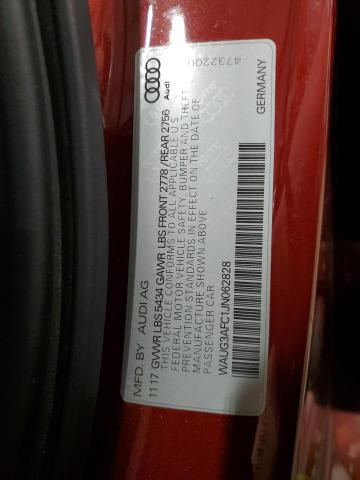 MFD. BY AUDI AG
11 17 GVWR LBS 5434 GAWR LBS FRONT 2778 / REAR 2756
THIS VEHICLE CONFORMS TO ALL APPLICABLE U.S.
FEDERAL MOTOR VEHICLE SAFETY, BUMPER AND THEFT
PREVENTION STANDARDS IN EFFECT ON THE DATE OF
MANUFACTURE SHOWN ABOVE
PASSENGER CAR
WAUG3AFC1JN062828
Audi
4732200
GERMANY